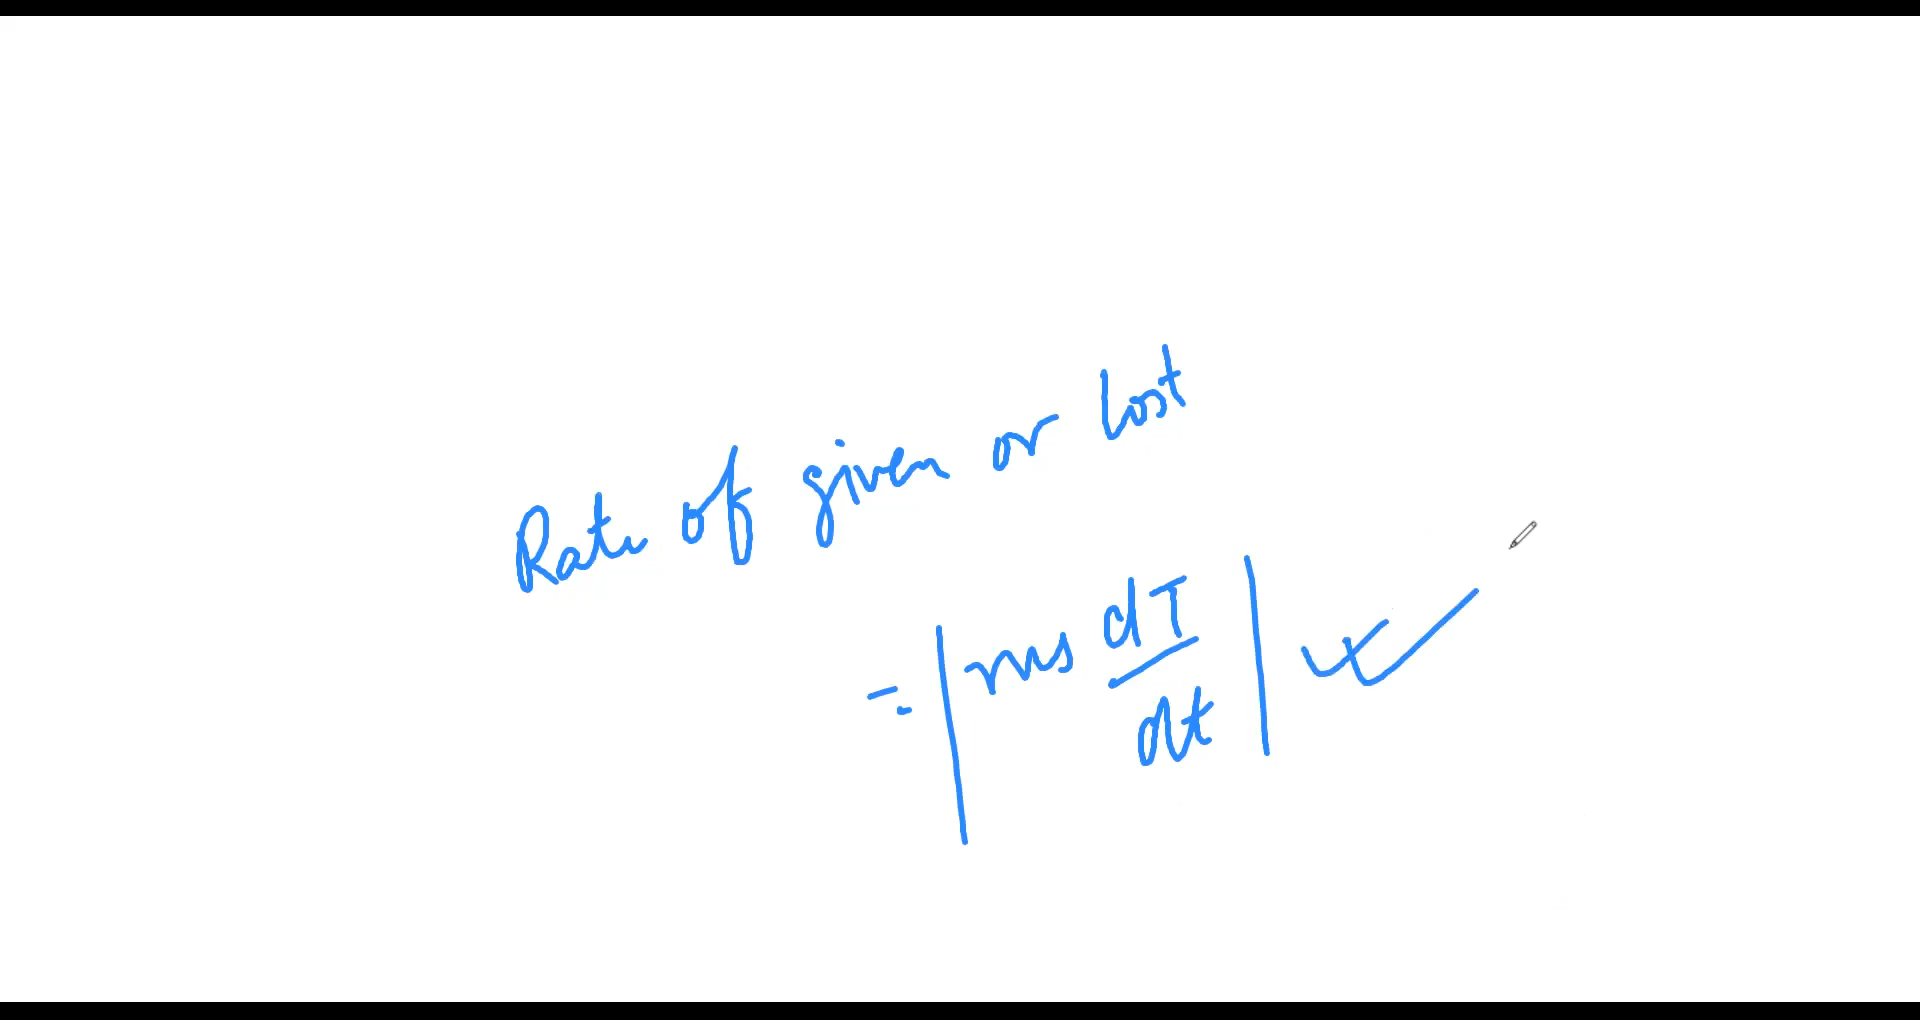 Rate of given or lost
= | ms dT/dt |